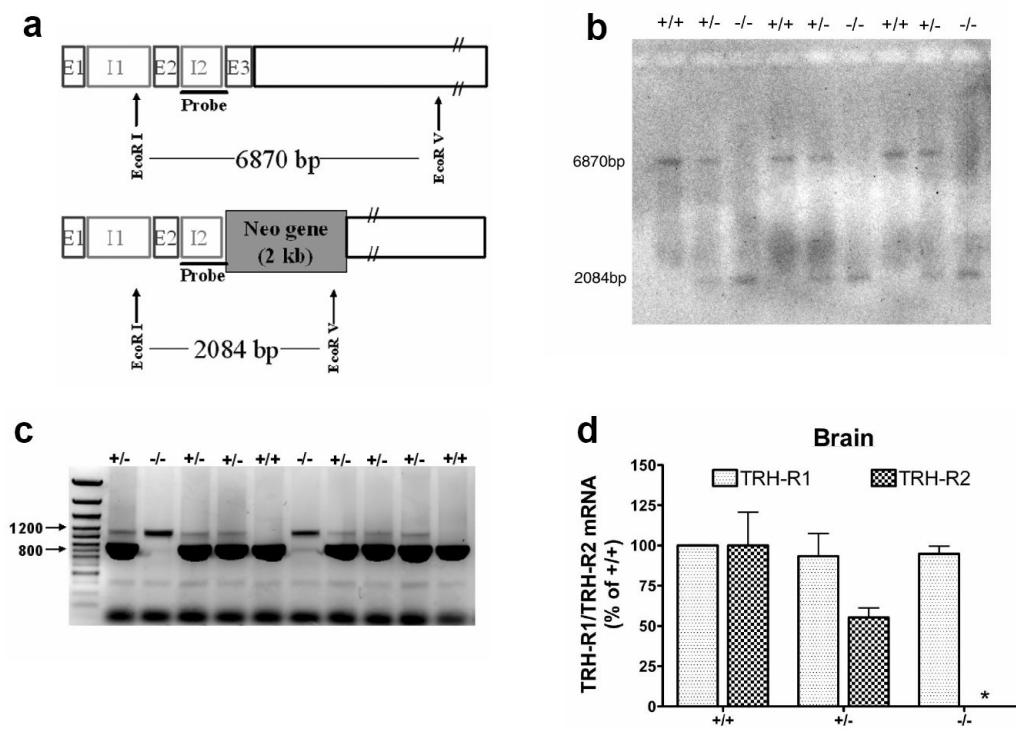 a
E1 I1 E2 I2 E3
Probe
EcoR I
EcoR V
6870 bp
E1 I1 E2 I2 Neo gene (2 kb)
Probe
EcoR I
EcoR V
2084 bp
b
+/+ +/- -/- +/+ +/- -/- +/+ +/- -/-
6870bp
2084bp
c
+/- -/- +/- +/- +/+ -/- +/- +/- +/- +/+
1200
800
d
Brain
TRH-R1 TRH-R2
TRH-R1/TRH-R2 mRNA
(% of +/+)
150
125
100
75
50
25
0
*
+/+ +/- -/-